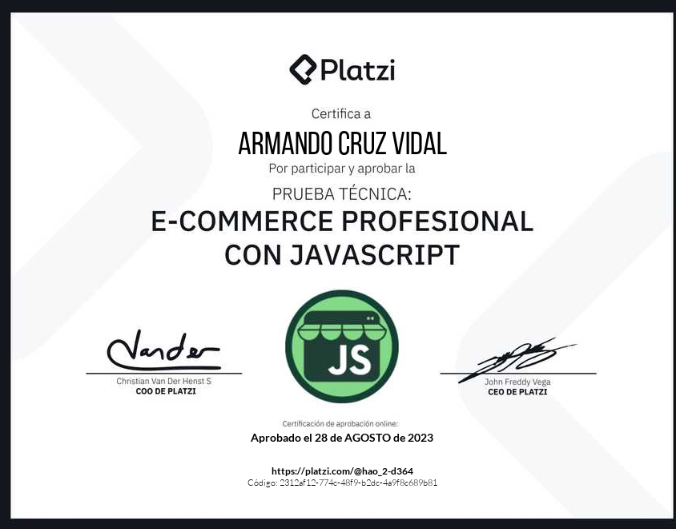 Platzi
Certifica a
ARMANDO CRUZ VIDAL
Por participar y aprobar la
PRUEBA TÉCNICA:
E-COMMERCE PROFESIONAL
CON JAVASCRIPT
JS
Christian Van Der Henst S
COO DE PLATZI
John Freddy Vega
CEO DE PLATZI
Certificación de aprobación online:
Aprobado el 28 de AGOSTO de 2023
https://platzi.com/@hao_2-d364
Código: 2312af12-774c-48f9-b2dc-4a9f8c689b81